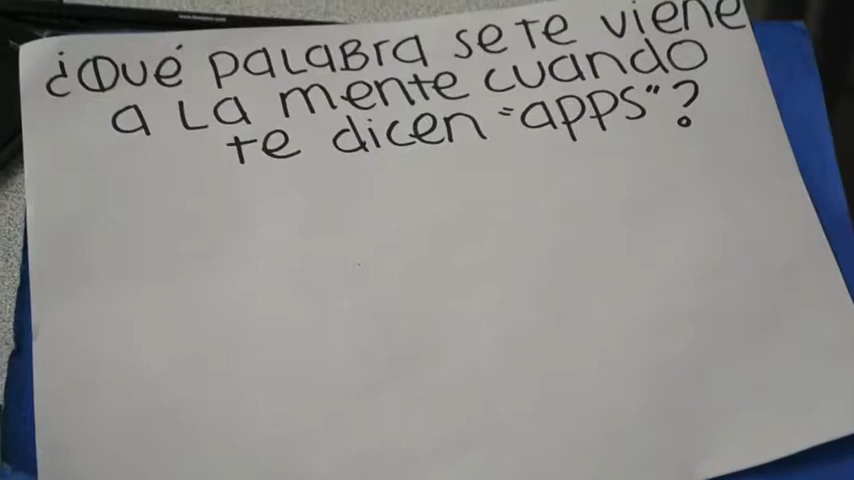 ¿Qué palabra se te viene
a la mente cuando
te dicen "apps"?